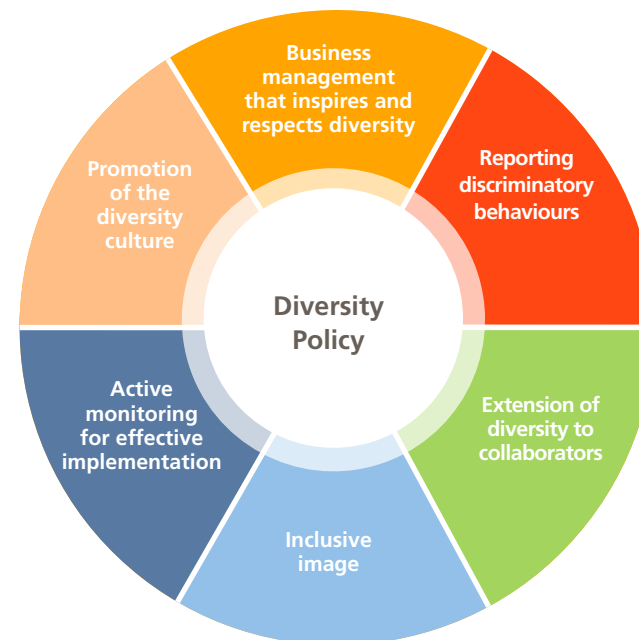 Business
management
that inspires and
respects diversity
Reporting
discriminatory
behaviours
Extension of
diversity to
collaborators
Inclusive
image
Active
monitoring
for effective
implementation
Promotion
of the
diversity
culture
Diversity
Policy